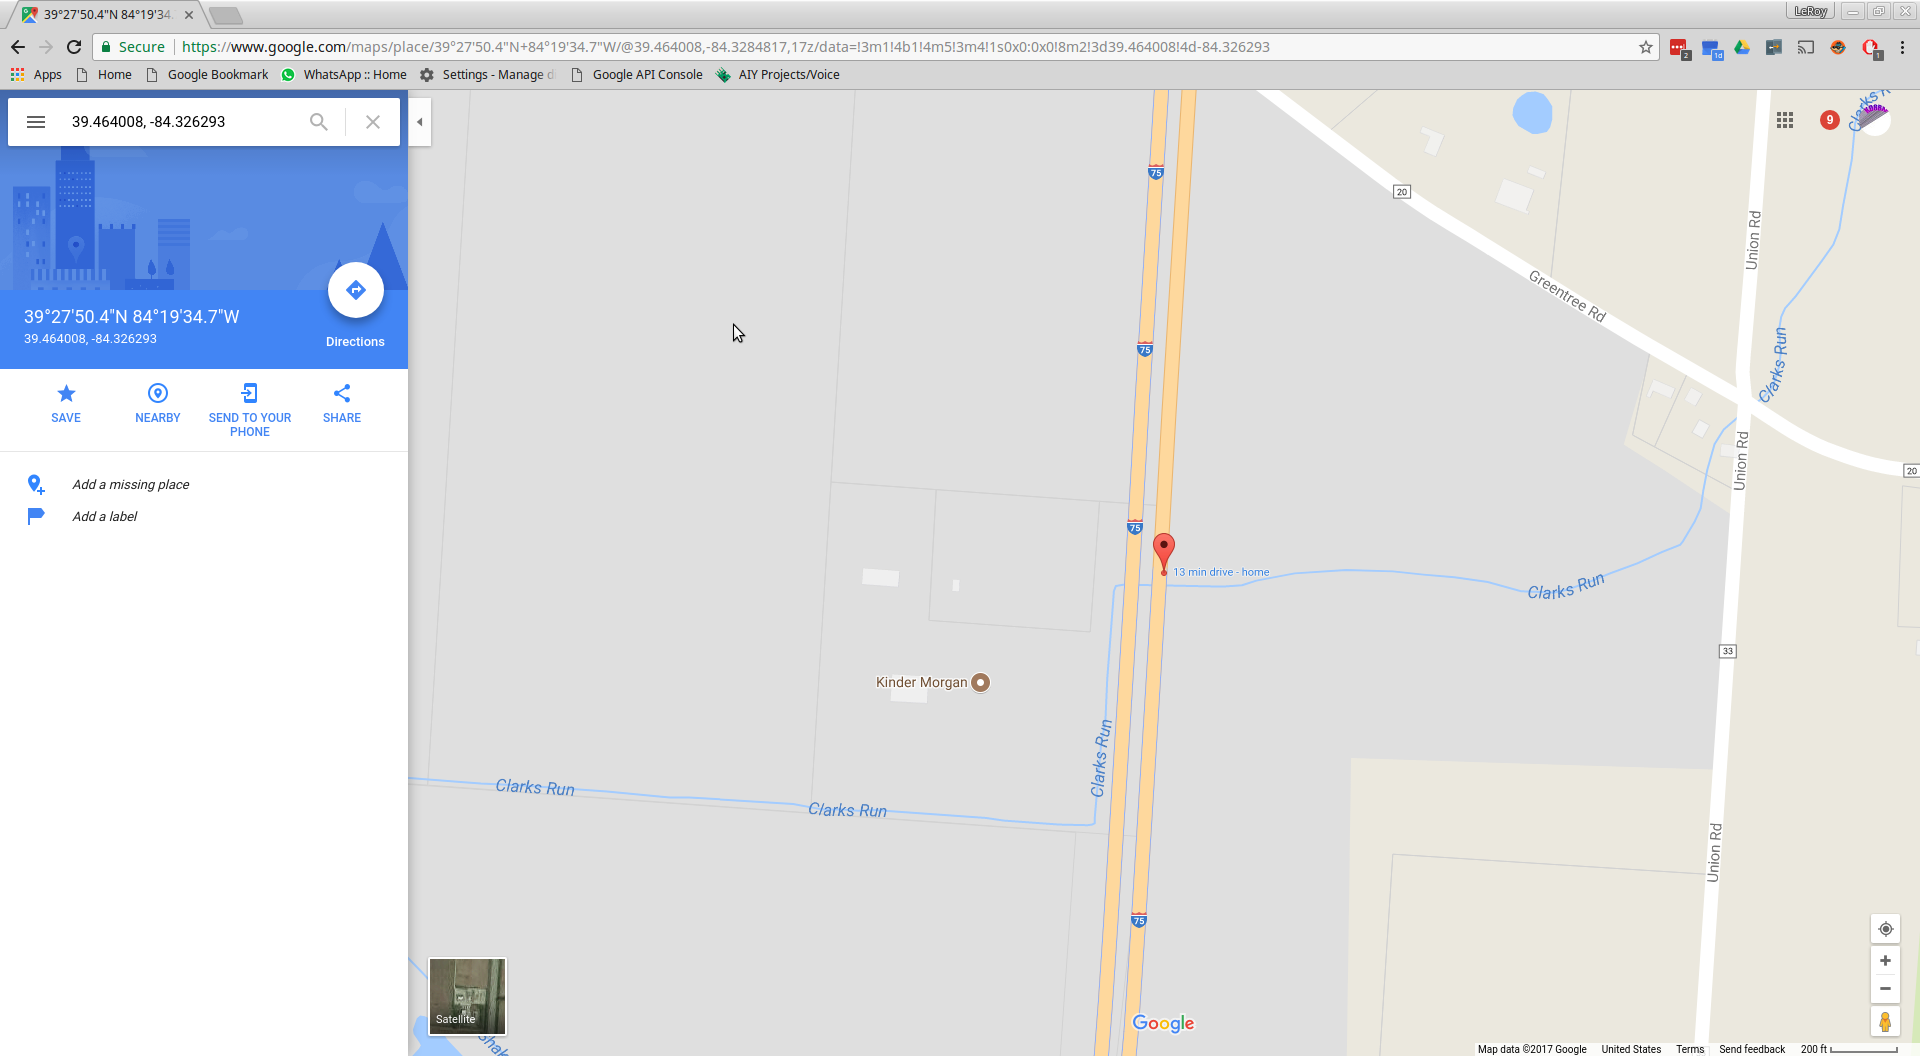 39°27'50.4"N 84°19'34.
LeRoy
Secure
https://www.google.com/maps/place/39°27'50.4"N+84°19'34.7"W/@39.464008,-84.3284817,17z/data=!3m1!4b1!4m5!3m4!1s0x0:0x0!8m2!3d39.464008!4d-84.326293
2
1d
1
Apps
Home
Google Bookmark
WhatsApp :: Home
Settings - Manage d
Google API Console
AIY Projects/Voice
39.464008, -84.326293
39°27'50.4"N 84°19'34.7"W
39.464008, -84.326293
Directions
SAVE
NEARBY
SEND TO YOUR
PHONE
SHARE
Add a missing place
Add a label
9
75
20
Union Rd
Greentree Rd
75
Clarks Run
Union Rd
20
75
13 min drive - home
Clarks Run
33
Kinder Morgan
Clarks Run
Clarks Run
Clarks Run
Union Rd
75
Satellite
Google
Map data ©2017 Google
United States
Terms
Send feedback
200 ft